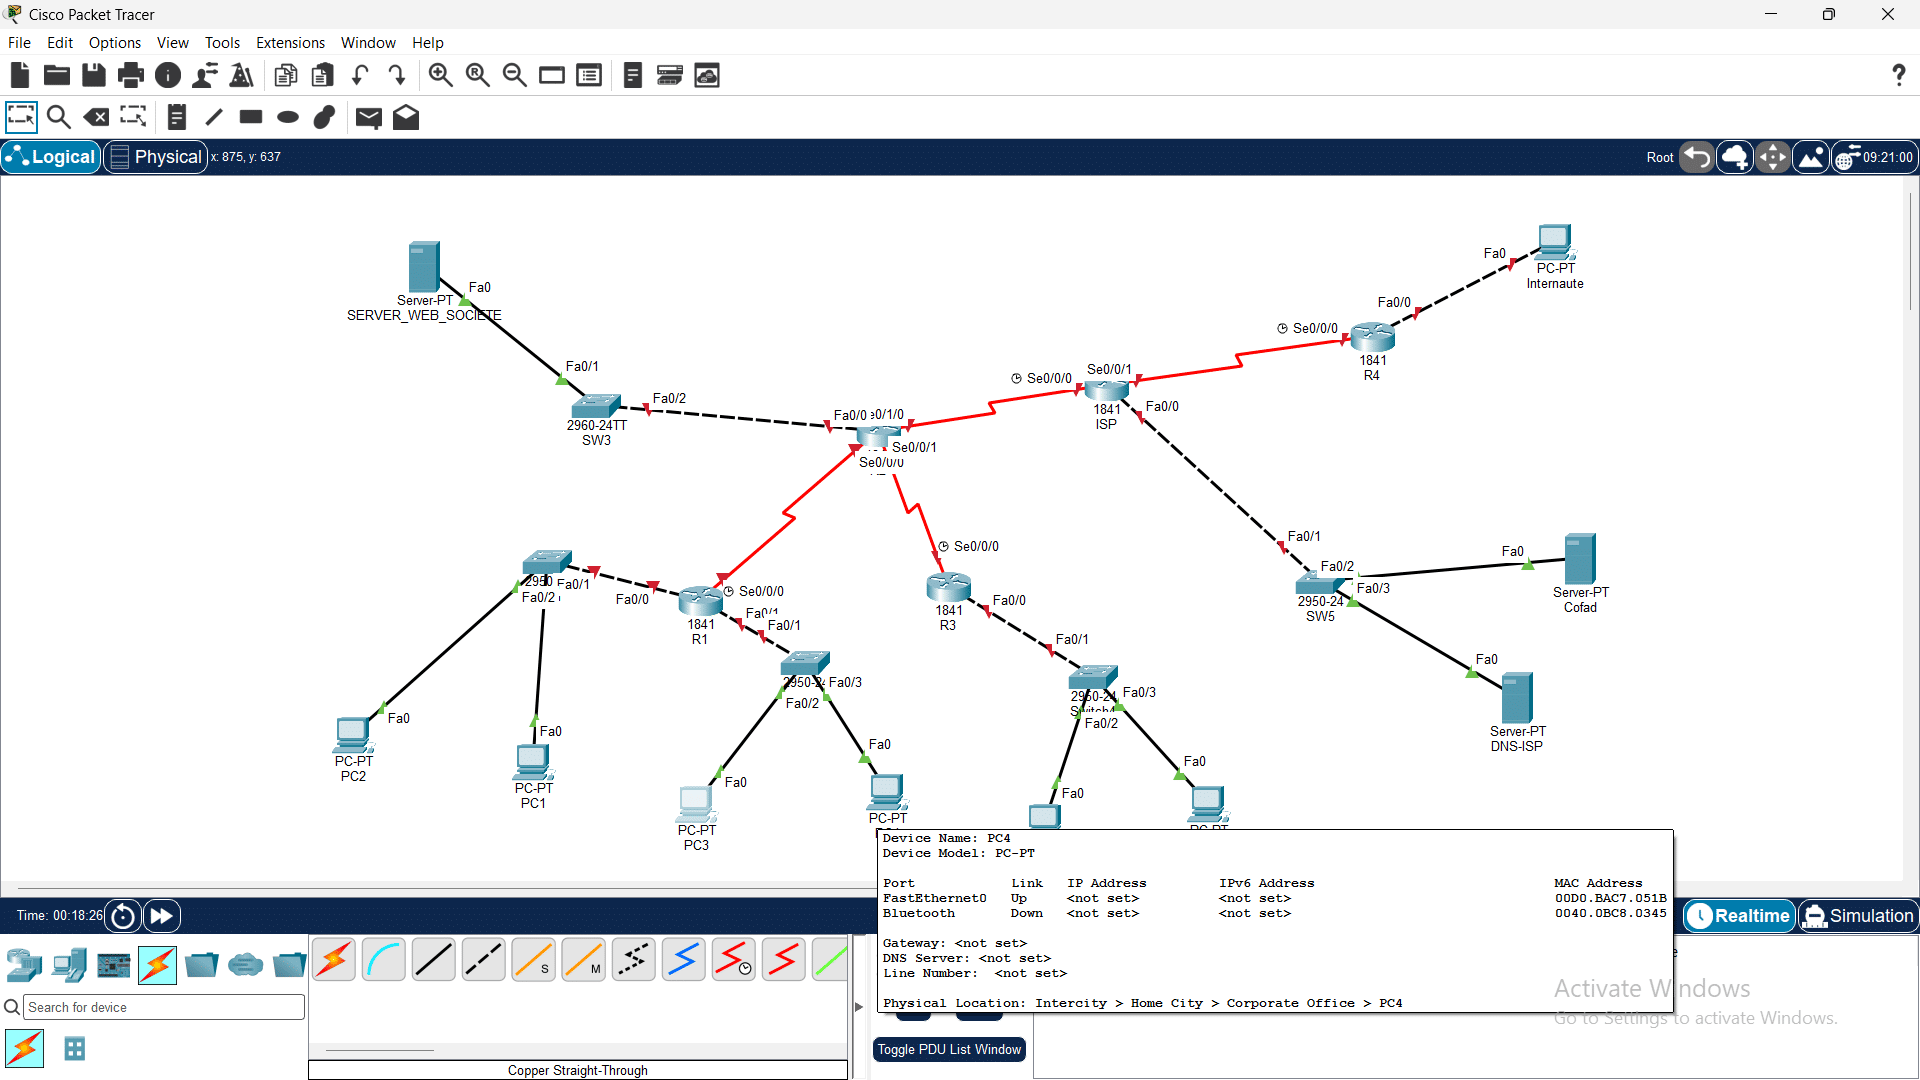 Cisco Packet Tracer
File Edit Options View Tools Extensions Window Help
Logical Physical x: 875, y: 637 Root 09:21:00
Fa0
Server-PT
SERVER_WEB_SOCIETE
Fa0/1
Fa0/2
2960-24TT
SW3
Fa0/0
Se0/0/1
Se0/0/0
Se0/0/0
Se0/0/1
1841
ISP
Fa0/0
Se0/0/0
Fa0/0
1841
R4
Fa0
PC-PT
Internaute
Fa0/1
Fa0/2
Fa0/3
2950-24
SW5
Fa0
Server-PT
Cofad
Fa0
Server-PT
DNS-ISP
Fa0/1
Fa0/2
Fa0/0
Se0/0/0
1841
R1
Fa0/1
Fa0/1
Se0/0/0
1841
R3
Fa0/0
Fa0/1
2950-24
Switch4
Fa0/3
Fa0/2
Fa0/3
Fa0/2
Fa0
PC-PT
PC2
Fa0
PC-PT
PC1
Fa0
PC-PT
PC3
Fa0
PC-PT
Fa0
Fa0
Device Name: PC4
Device Model: PC-PT
Port Link IP Address IPv6 Address MAC Address
FastEthernet0 Up <not set> <not set> 00D0.BAC7.051B
Bluetooth Down <not set> <not set> 0040.0BC8.0345
Gateway: <not set>
DNS Server: <not set>
Line Number: <not set>
Physical Location: Intercity > Home City > Corporate Office > PC4
Time: 00:18:26
Realtime Simulation
S M
Search for device
Copper Straight-Through
Toggle PDU List Window
Activate Windows
Go to Settings to activate Windows.